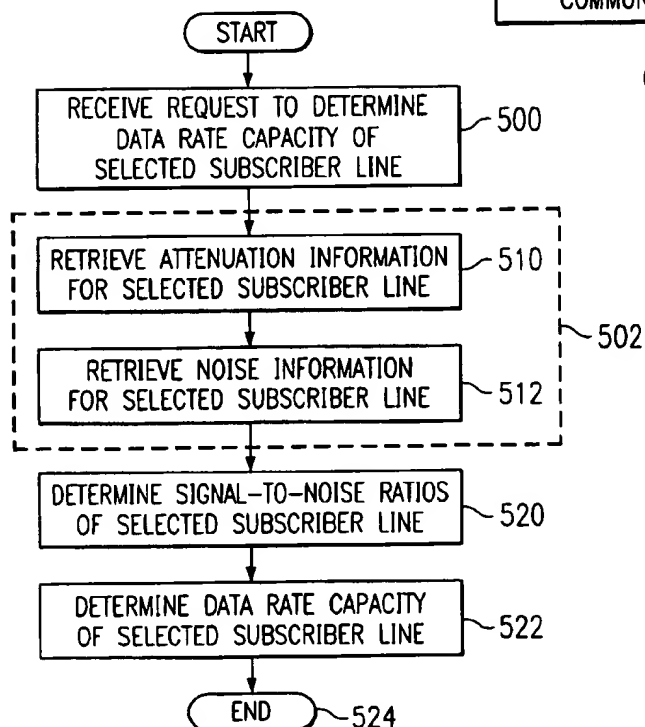 COMMUN
START
RECEIVE REQUEST TO DETERMINE
DATA RATE CAPACITY OF
SELECTED SUBSCRIBER LINE
500
RETRIEVE ATTENUATION INFORMATION
FOR SELECTED SUBSCRIBER LINE
510
502
RETRIEVE NOISE INFORMATION
FOR SELECTED SUBSCRIBER LINE
512
DETERMINE SIGNAL-TO-NOISE RATIOS
OF SELECTED SUBSCRIBER LINE
520
DETERMINE DATA RATE CAPACITY
OF SELECTED SUBSCRIBER LINE
522
END
524